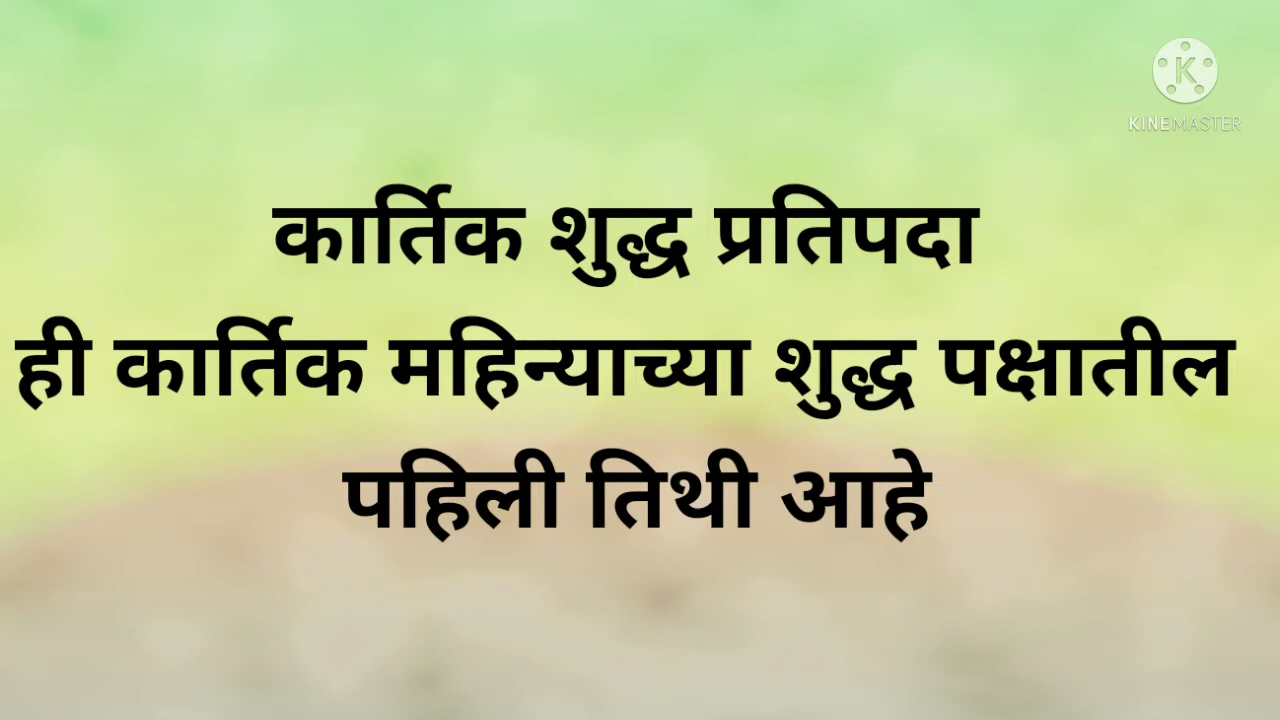 K
KINEMASTER
कार्तिक शुद्ध प्रतिपदा
ही कार्तिक महिन्याच्या शुद्ध पक्षातील
पहिली तिथी आहे